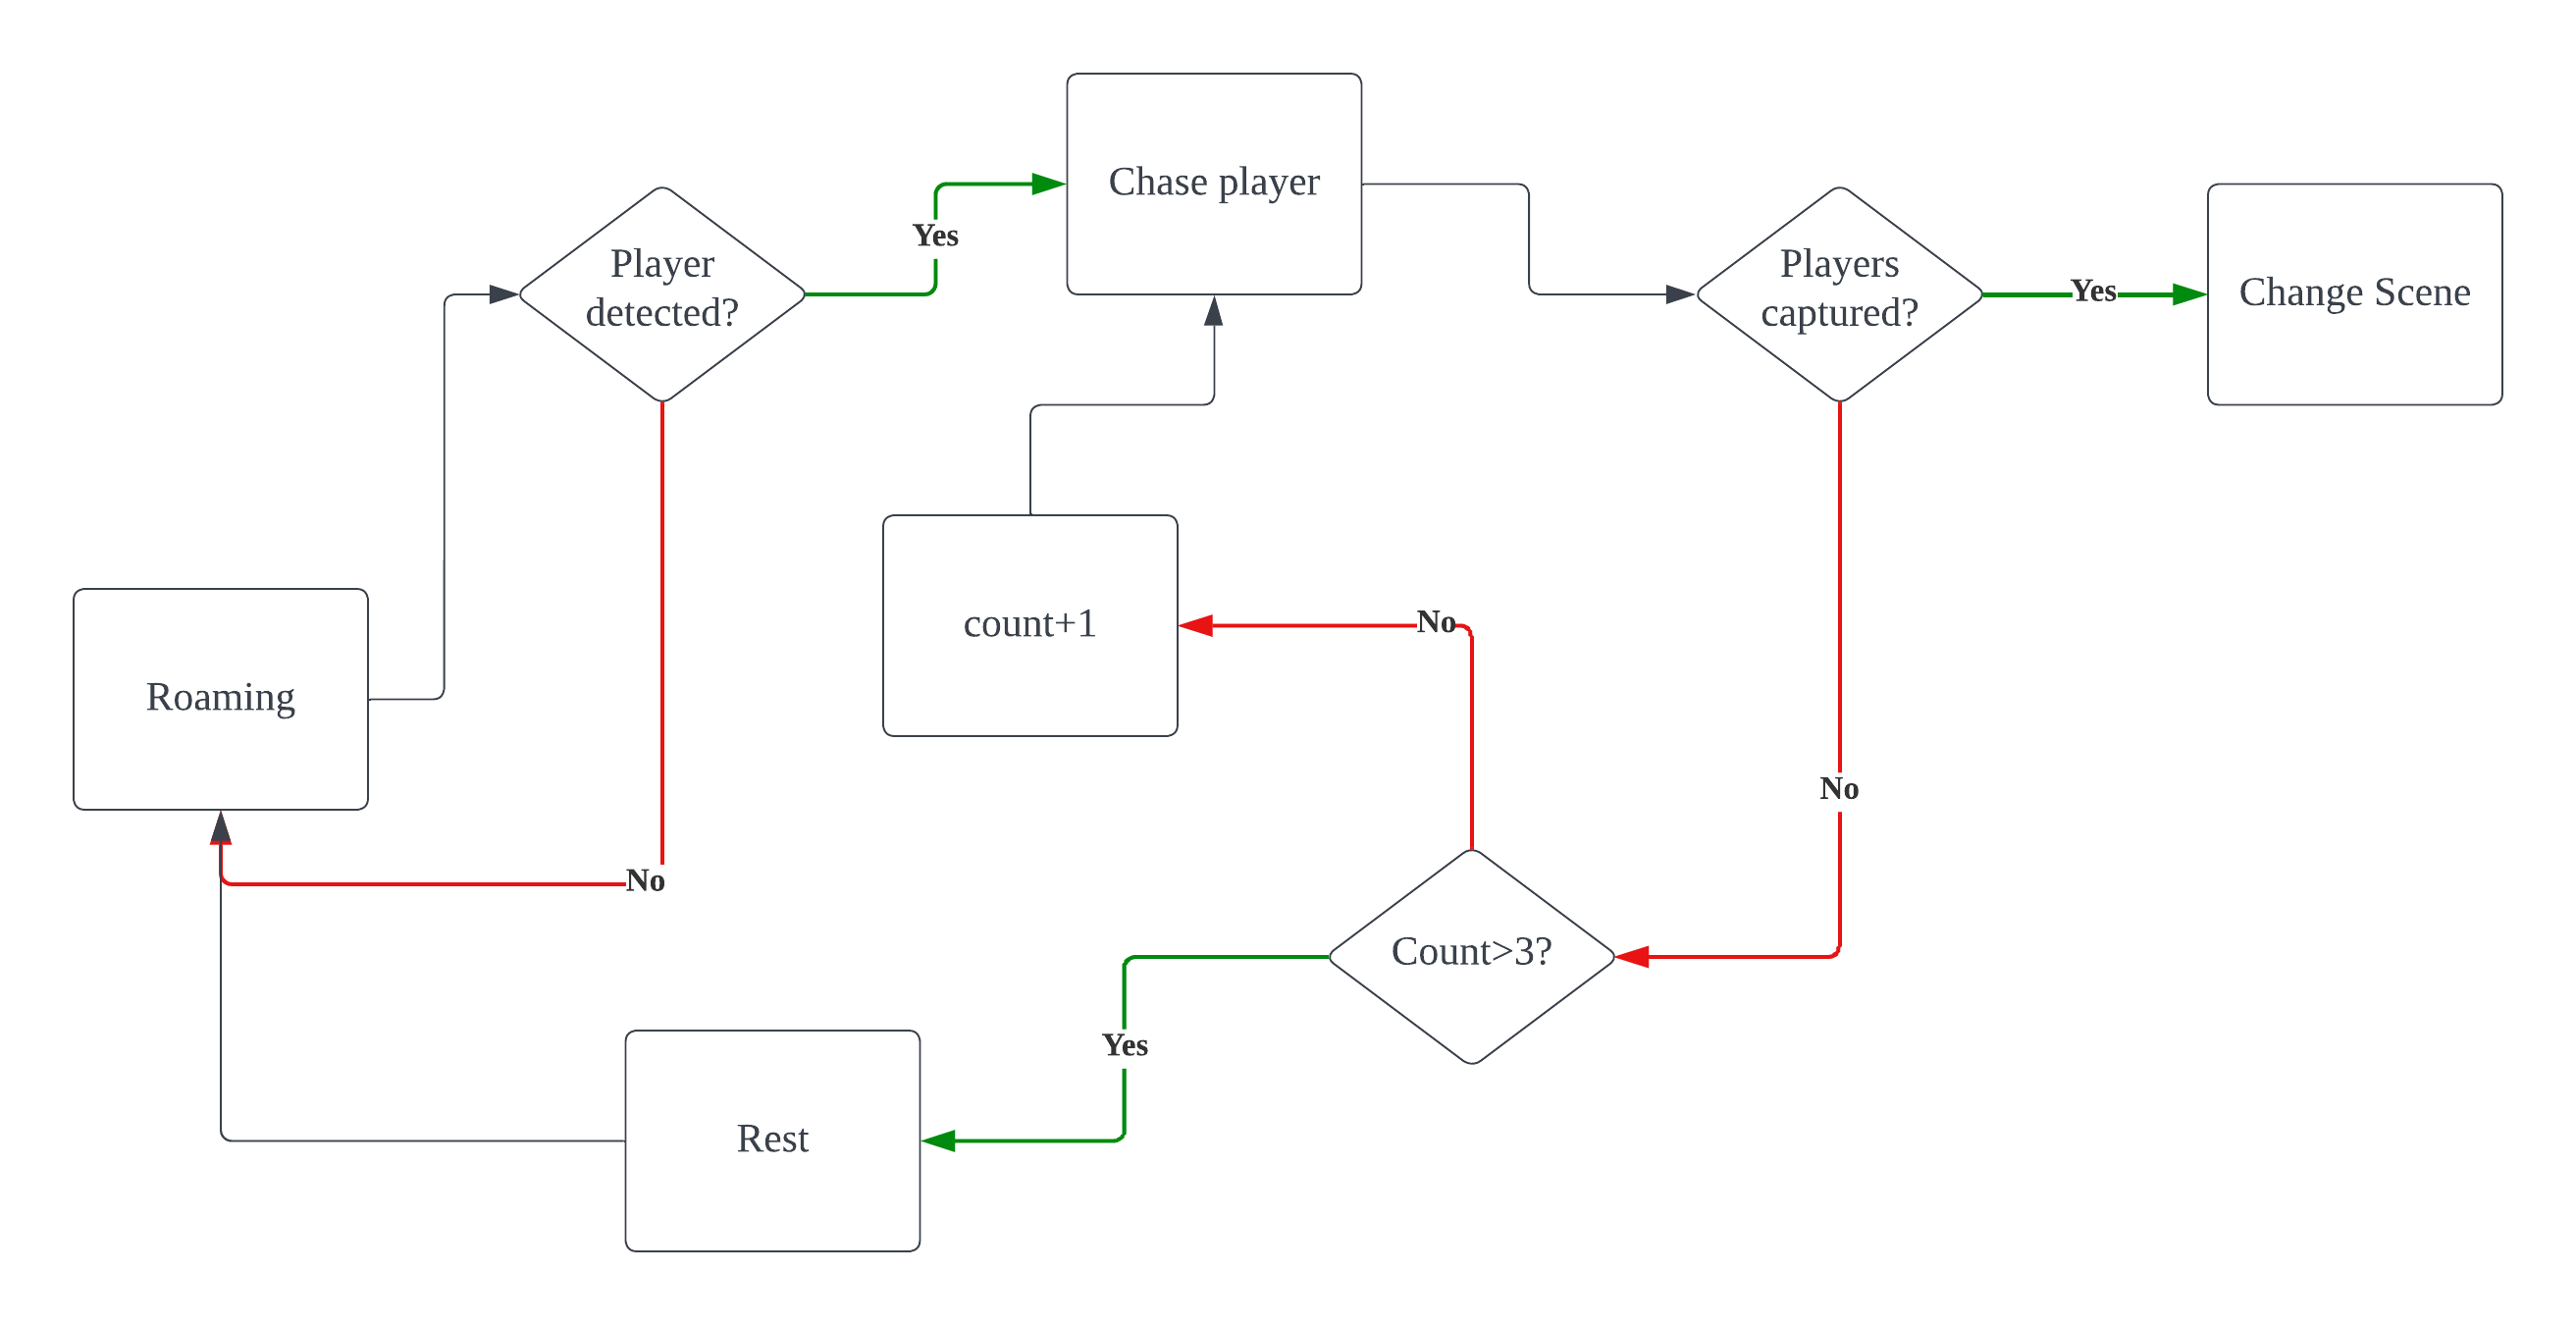 Chase player
Yes
Player
detected?
Players
captured?
Yes
Change Scene
count+1
No
Roaming
No
No
Count>3?
Yes
Rest